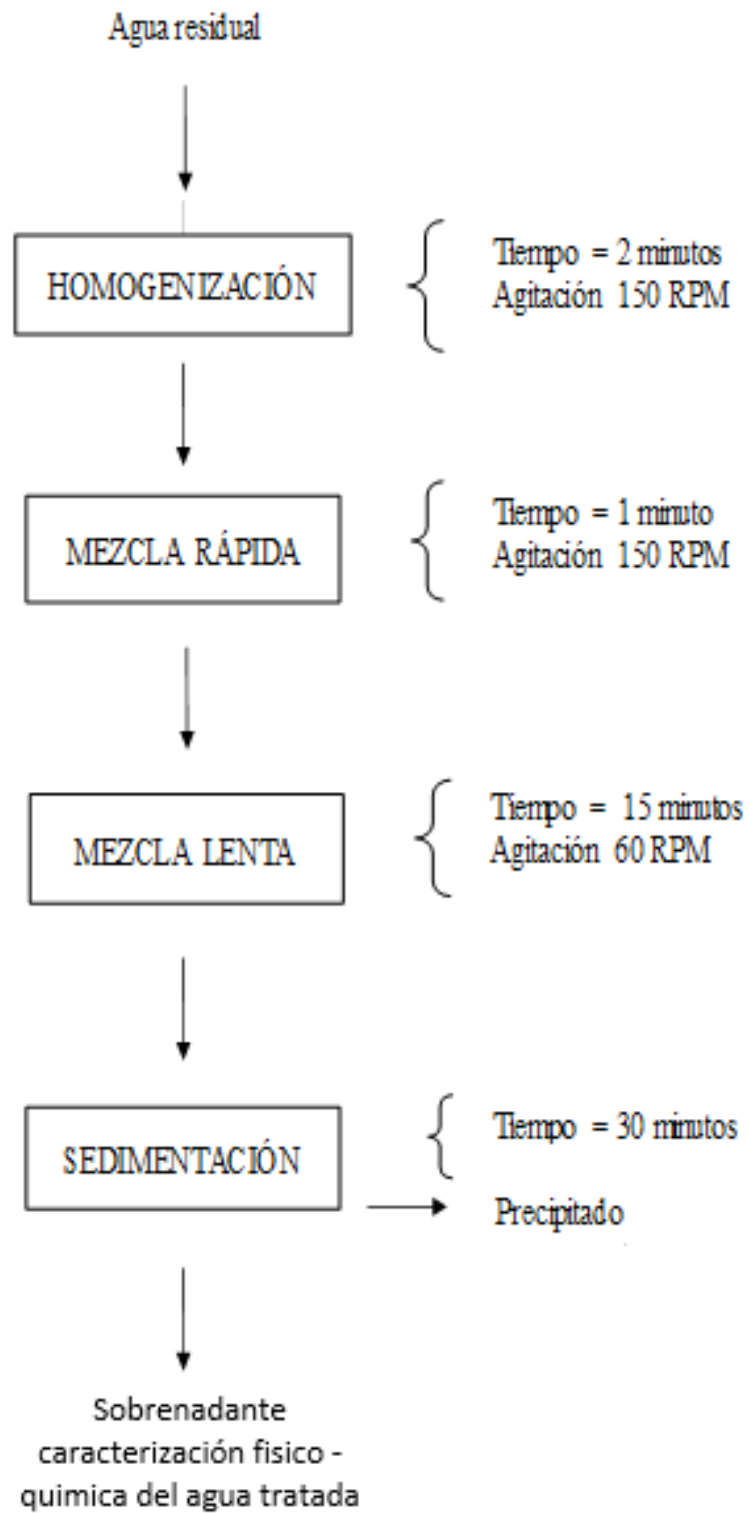 Agua residual
HOMOGENIZACIÓN
Tiempo = 2 minutos
Agitación 150 RPM
MEZCLA RÁPIDA
Tiempo = 1 minuto
Agitación 150 RPM
MEZCLA LENTA
Tiempo = 15 minutos
Agitación 60 RPM
SEDIMENTACIÓN
Tiempo = 30 minutos
Precipitado
Sobrenadante
caracterización fisico -
quimica del agua tratada